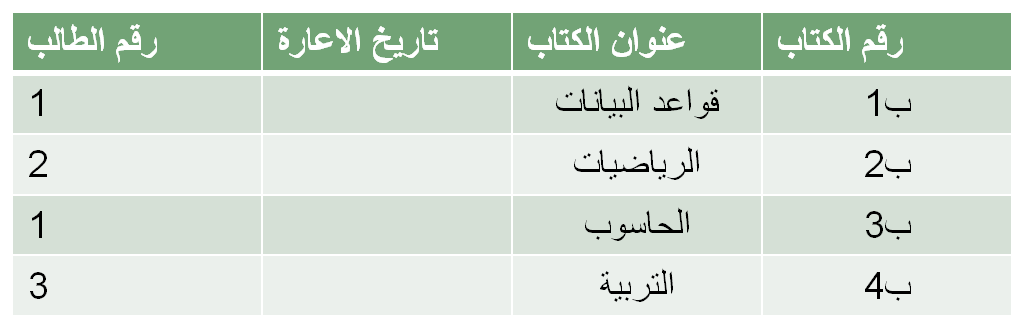 رقم الكتاب عنوان الكتاب تاريخ الاعارة رقم الطالب
ب1 قواعد البيانات 1
ب2 الرياضيات 2
ب3 الحاسوب 1
ب4 التربية 3